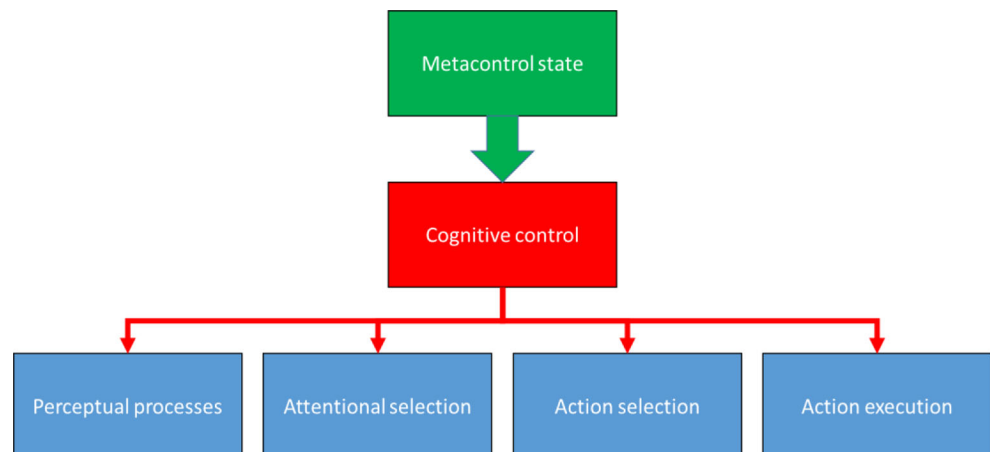 Metacontrol state
Cognitive control
Perceptual processes
Attentional selection
Action selection
Action execution